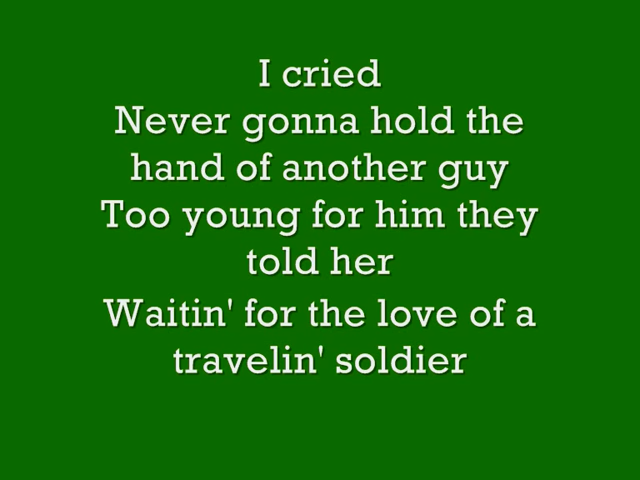 I cried
Never gonna hold the
hand of another guy
Too young for him they
told her
Waitin' for the love of a
travelin' soldier